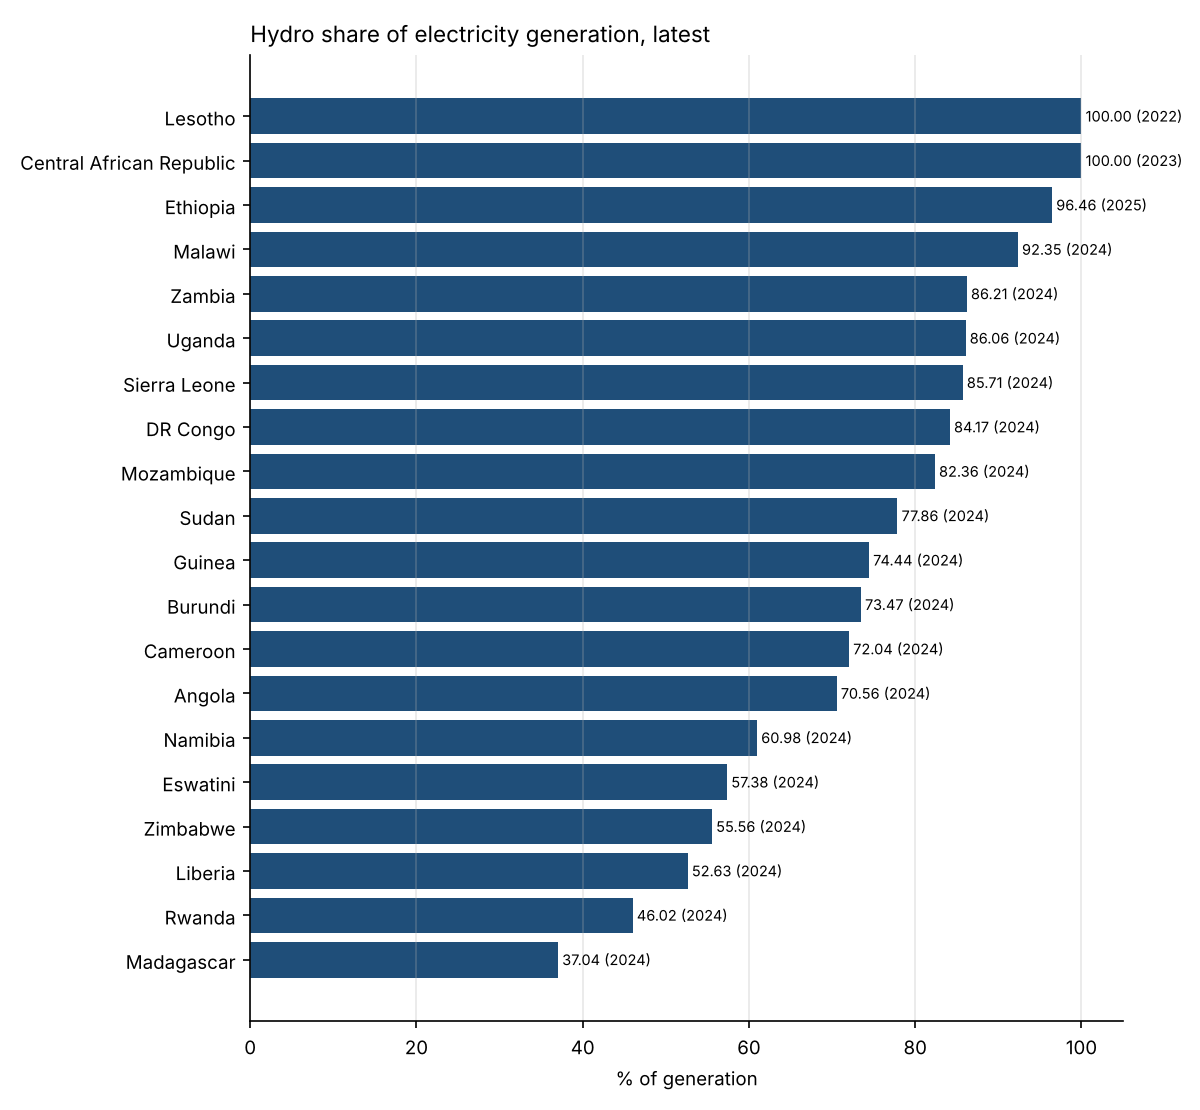 Hydro share of electricity generation, latest
Lesotho 100.00 (2022)
Central African Republic 100.00 (2023)
Ethiopia 96.46 (2025)
Malawi 92.35 (2024)
Zambia 86.21 (2024)
Uganda 86.06 (2024)
Sierra Leone 85.71 (2024)
DR Congo 84.17 (2024)
Mozambique 82.36 (2024)
Sudan 77.86 (2024)
Guinea 74.44 (2024)
Burundi 73.47 (2024)
Cameroon 72.04 (2024)
Angola 70.56 (2024)
Namibia 60.98 (2024)
Eswatini 57.38 (2024)
Zimbabwe 55.56 (2024)
Liberia 52.63 (2024)
Rwanda 46.02 (2024)
Madagascar 37.04 (2024)
0 20 40 60 80 100
% of generation